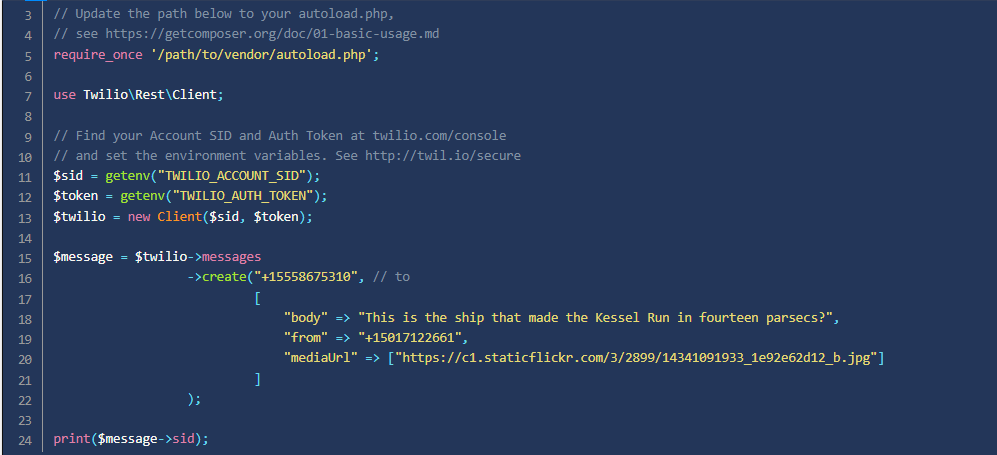 3 // Update the path below to your autoload.php,
4 // see https://getcomposer.org/doc/01-basic-usage.md
5 require_once '/path/to/vendor/autoload.php';
6
7 use Twilio\Rest\Client;
8
9 // Find your Account SID and Auth Token at twilio.com/console
10 // and set the environment variables. See http://twil.io/secure
11 $sid = getenv("TWILIO_ACCOUNT_SID");
12 $token = getenv("TWILIO_AUTH_TOKEN");
13 $twilio = new Client($sid, $token);
14
15 $message = $twilio->messages
16                   ->create("+15558675310", // to
17                            [
18                                "body" => "This is the ship that made the Kessel Run in fourteen parsecs?",
19                                "from" => "+15017122661",
20                                "mediaUrl" => ["https://c1.staticflickr.com/3/2899/14341091933_1e92e62d12_b.jpg"]
21                            ]
22                   );
23
24 print($message->sid);